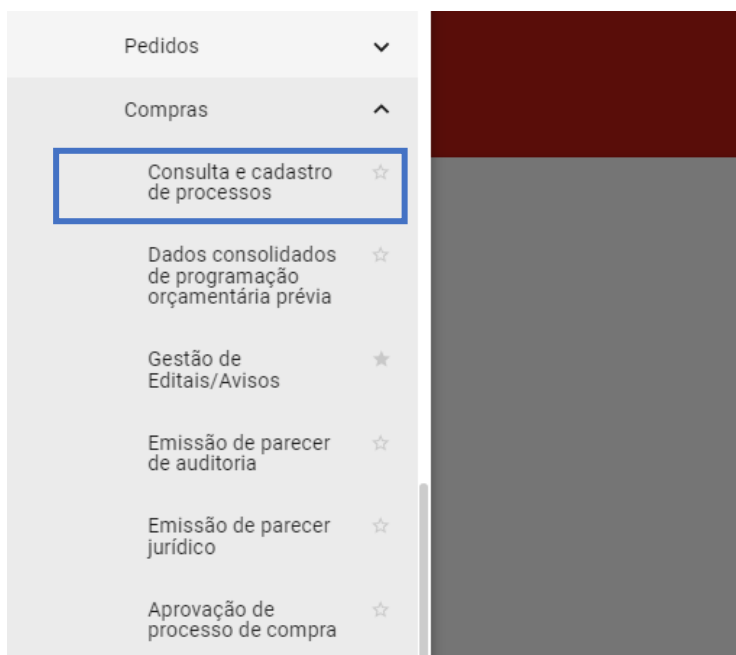 Pedidos
Compras
Consulta e cadastro
de processos
Dados consolidados
de programação
orçamentária prévia
Gestão de
Editais/Avisos
Emissão de parecer
de auditoria
Emissão de parecer
jurídico
Aprovação de
processo de compra